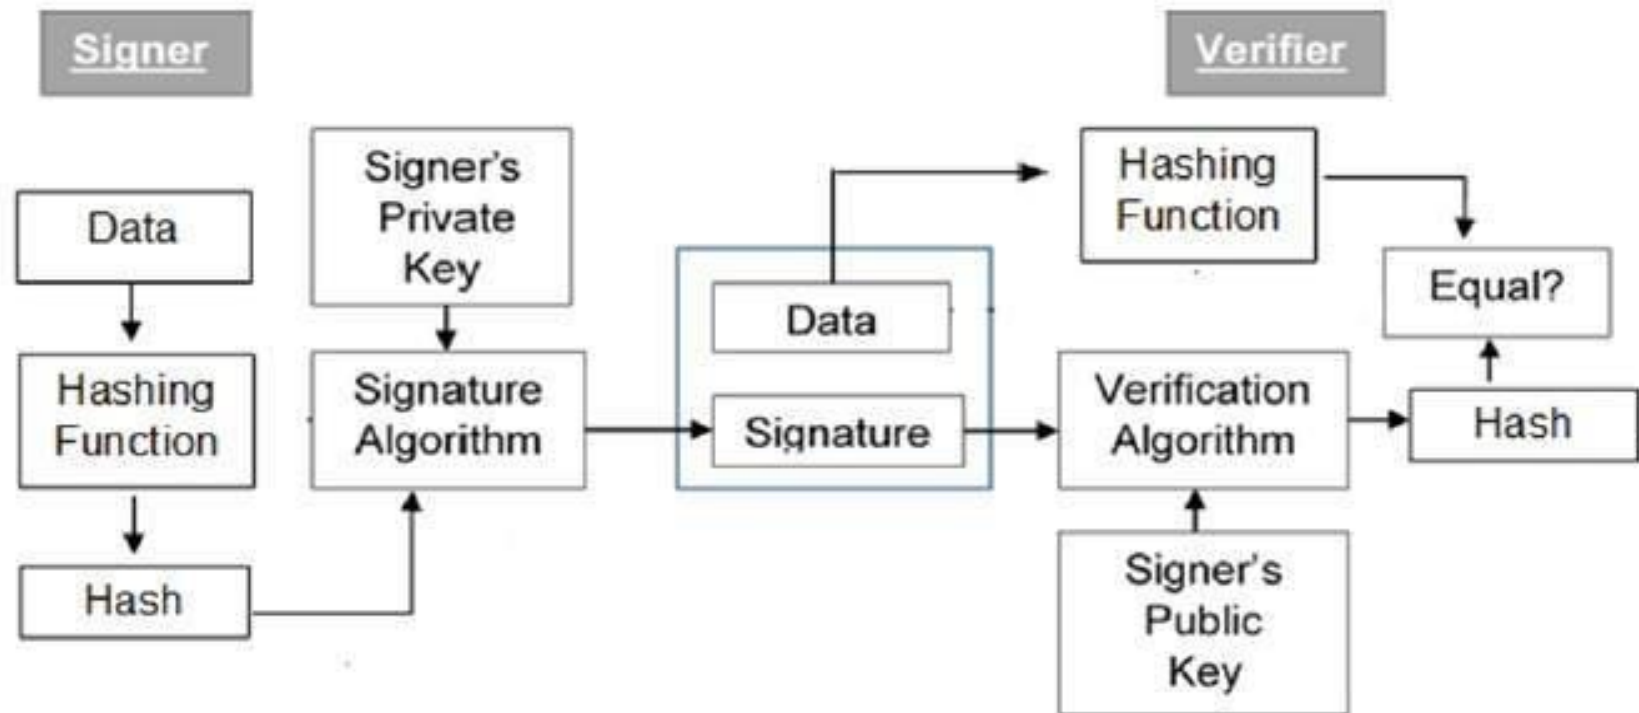 Signer
Verifier
Data
Hashing
Function
Hash
Signer's
Private
Key
Signature
Algorithm
Data
Signature
Hashing
Function
Verification
Algorithm
Signer's
Public
Key
Equal?
Hash